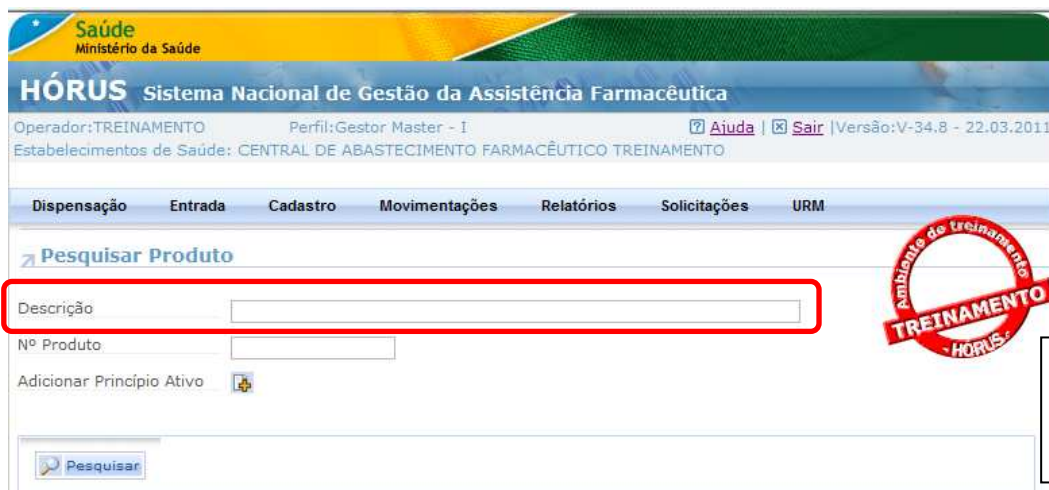 Saúde
Ministério da Saúde
HÓRUS Sistema Nacional de Gestão da Assistência Farmacêutica
Operador:TREINAMENTO Perfil:Gestor Master - I Ajuda | Sair |Versão:V-34.8 - 22.03.2011
Estabelecimentos de Saúde: CENTRAL DE ABASTECIMENTO FARMACÊUTICO TREINAMENTO
Dispensação Entrada Cadastro Movimentações Relatórios Solicitações URM
Pesquisar Produto
Ambiente de treinamento
TREINAMENTO
- HÓRUS -
Descrição
Nº Produto
Adicionar Princípio Ativo
Pesquisar